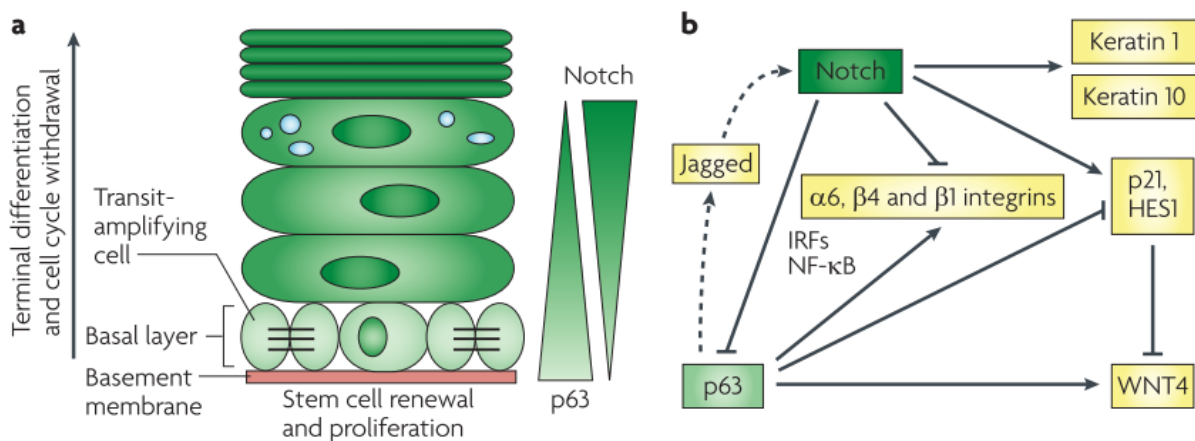 a
Terminal differentiation
and cell cycle withdrawal
Transit-
amplifying
cell
Basal layer
Basement
membrane
Stem cell renewal
and proliferation
Notch
p63
b
Notch
Keratin 1
Keratin 10
Jagged
α6, β4 and β1 integrins
p21,
HES1
IRFs
NF-κB
p63
WNT4